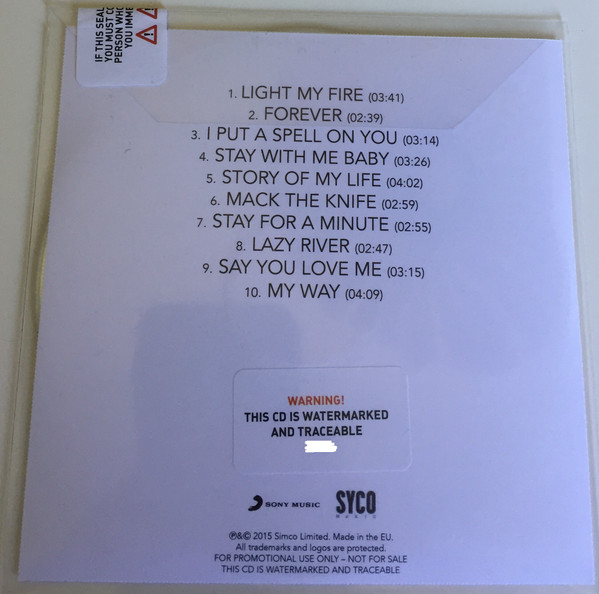 IF THIS SEAL
YOU MUST
PERSON WHO
YOU IMME
1. LIGHT MY FIRE (03:41)
2. FOREVER (02:39)
3. I PUT A SPELL ON YOU (03:14)
4. STAY WITH ME BABY (03:26)
5. STORY OF MY LIFE (04:02)
6. MACK THE KNIFE (02:59)
7. STAY FOR A MINUTE (02:55)
8. LAZY RIVER (02:47)
9. SAY YOU LOVE ME (03:15)
10. MY WAY (04:09)
WARNING!
THIS CD IS WATERMARKED
AND TRACEABLE
SONY MUSIC
SYCO
MUSIC
℗&© 2015 Simco Limited. Made in the EU.
All trademarks and logos are protected.
FOR PROMOTIONAL USE ONLY – NOT FOR SALE
THIS CD IS WATERMARKED AND TRACEABLE